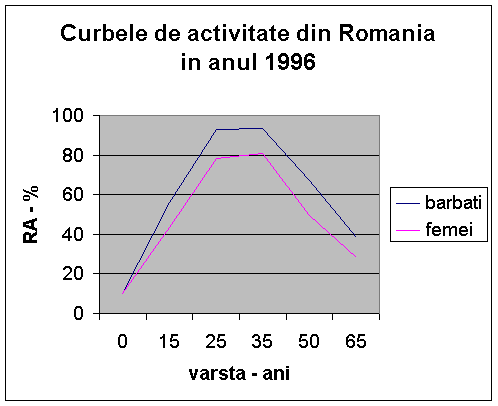 Curbele de activitate din Romania
in anul 1996
RA - %
100
80
60
40
20
0
0 15 25 35 50 65
varsta - ani
barbati
femei